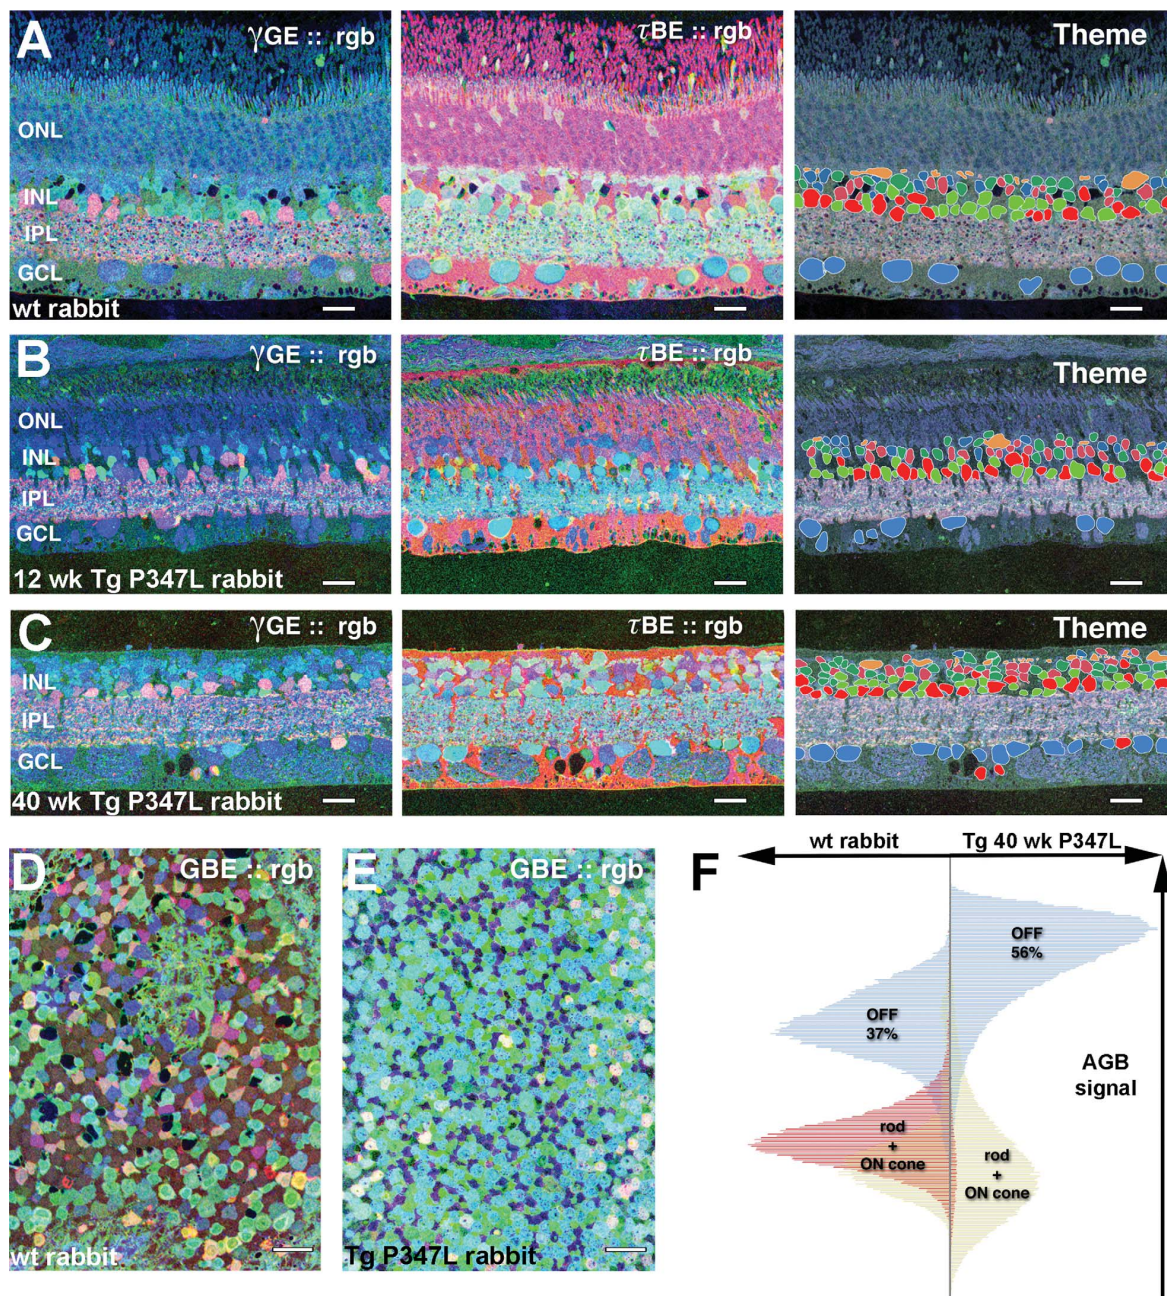 A
γGE :: rgb
τBE :: rgb
Theme
ONL
INL
IPL
GCL
wt rabbit
B
γGE :: rgb
τBE :: rgb
Theme
ONL
INL
IPL
GCL
12 wk Tg P347L rabbit
C
γGE :: rgb
τBE :: rgb
Theme
INL
IPL
GCL
40 wk Tg P347L rabbit
D
GBE :: rgb
wt rabbit
E
GBE :: rgb
Tg P347L rabbit
F
wt rabbit
Tg 40 wk P347L
OFF
56%
OFF
37%
AGB
signal
rod
+
ON cone
rod
+
ON cone